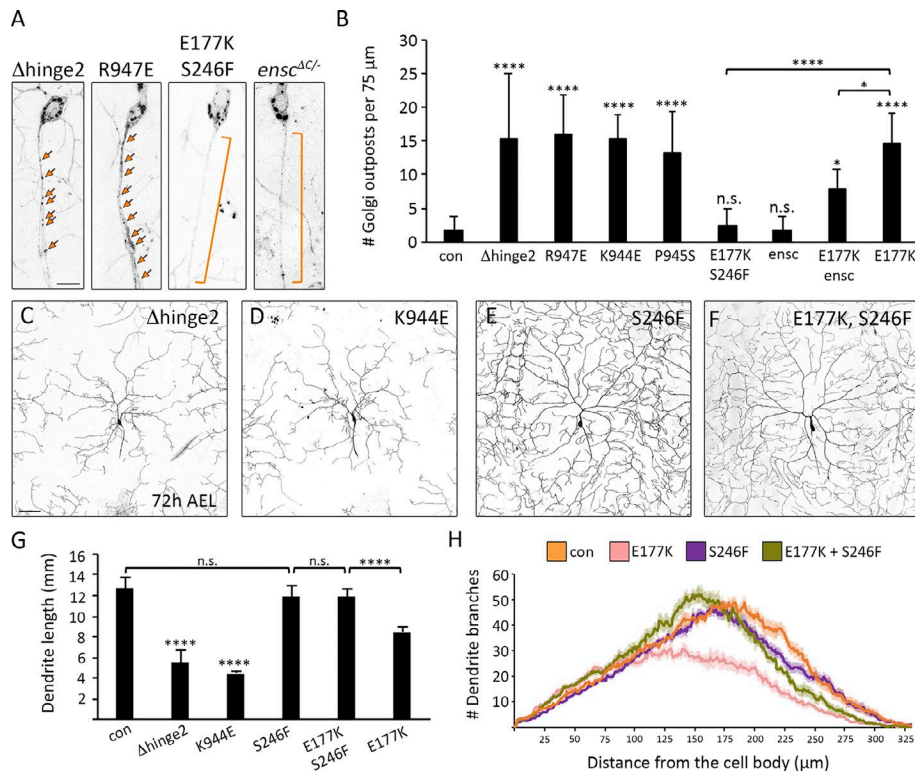 A
Δhinge2
R947E
E177K
S246F
ensc^ΔC/-
B
# Golgi outposts per 75 μm
30
25
20
15
10
5
0
****
****
****
****
n.s.
n.s.
*
****
*
****
con
Δhinge2
R947E
K944E
P945S
E177K
S246F
ensc
E177K
ensc
E177K
C
Δhinge2
72h AEL
D
K944E
E
S246F
F
E177K, S246F
G
Dendrite length (mm)
16
14
12
10
8
6
4
2
n.s.
n.s.
****
****
****
con
Δhinge2
K944E
S246F
E177K
S246F
E177K
H
con
E177K
S246F
E177K + S246F
# Dendrite branches
60
50
40
30
20
10
25
50
75
100
125
150
175
200
225
250
275
300
325
Distance from the cell body (μm)